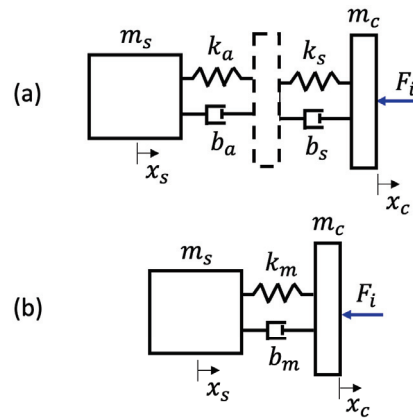 m_s k_a k_s m_c
(a) F_i
b_a b_s
x_s x_c
m_s k_m m_c
(b) F_i
b_m
x_s x_c